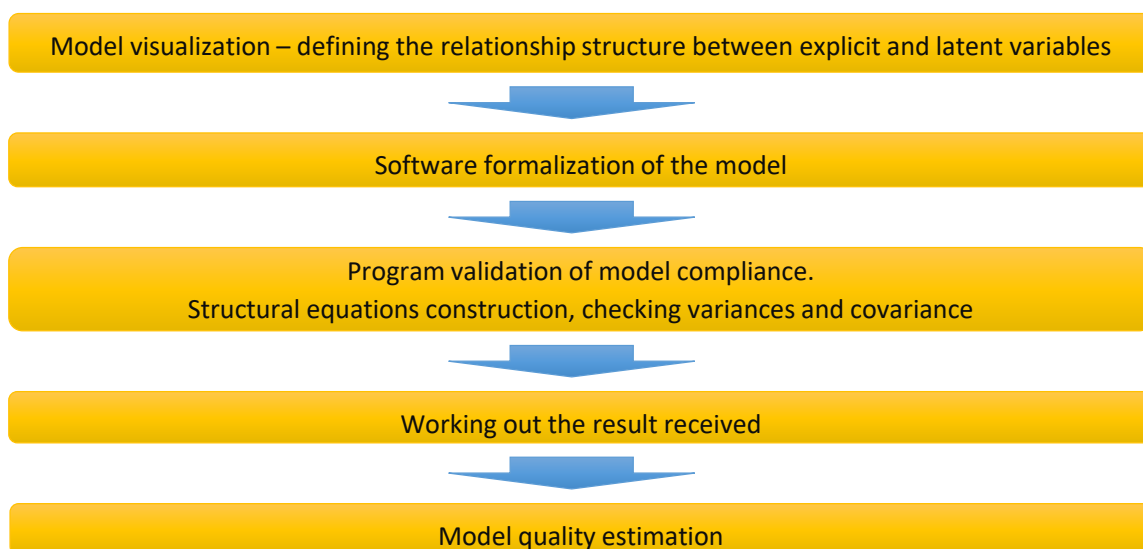 Model visualization – defining the relationship structure between explicit and latent variables
Software formalization of the model
Program validation of model compliance.
Structural equations construction, checking variances and covariance
Working out the result received
Model quality estimation